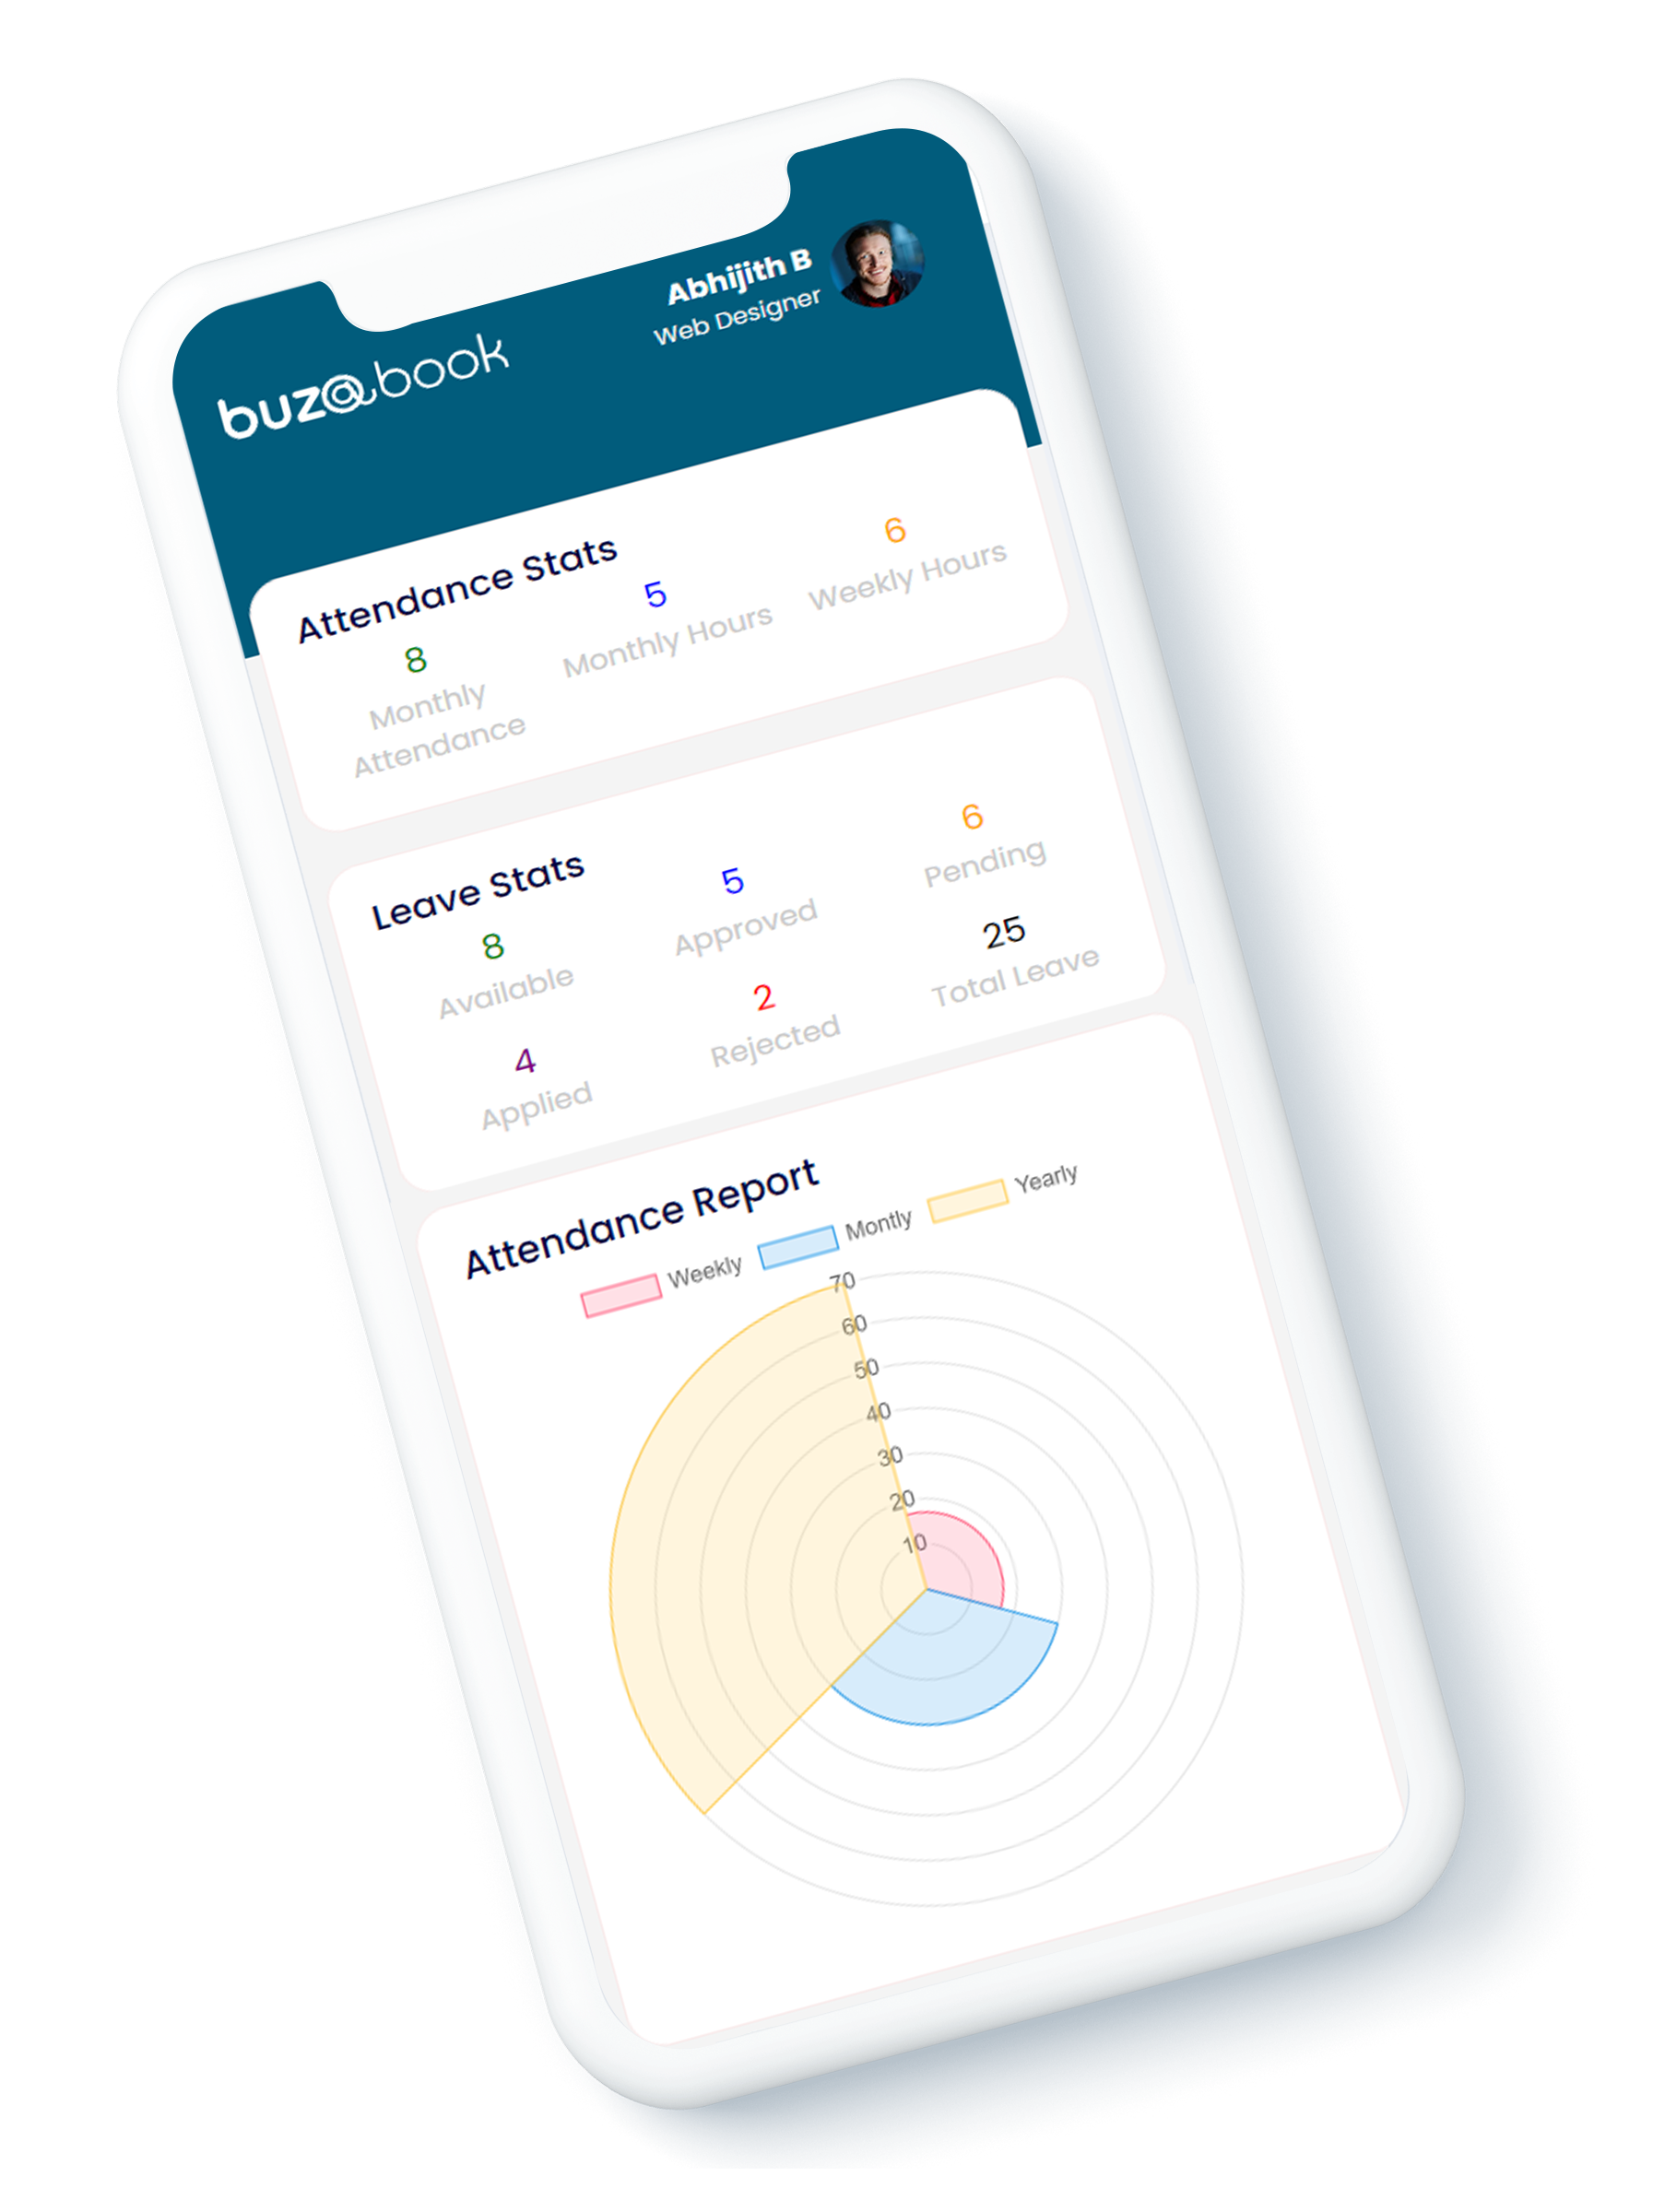 Abhijith B
Web Designer
buz@book
Attendance Stats
8
Monthly
Attendance
5
Monthly Hours
6
Weekly Hours
Leave Stats
8
Available
5
Approved
6
Pending
4
Applied
2
Rejected
25
Total Leave
Attendance Report
Weekly
Montly
Yearly
70
60
50
40
30
20
10